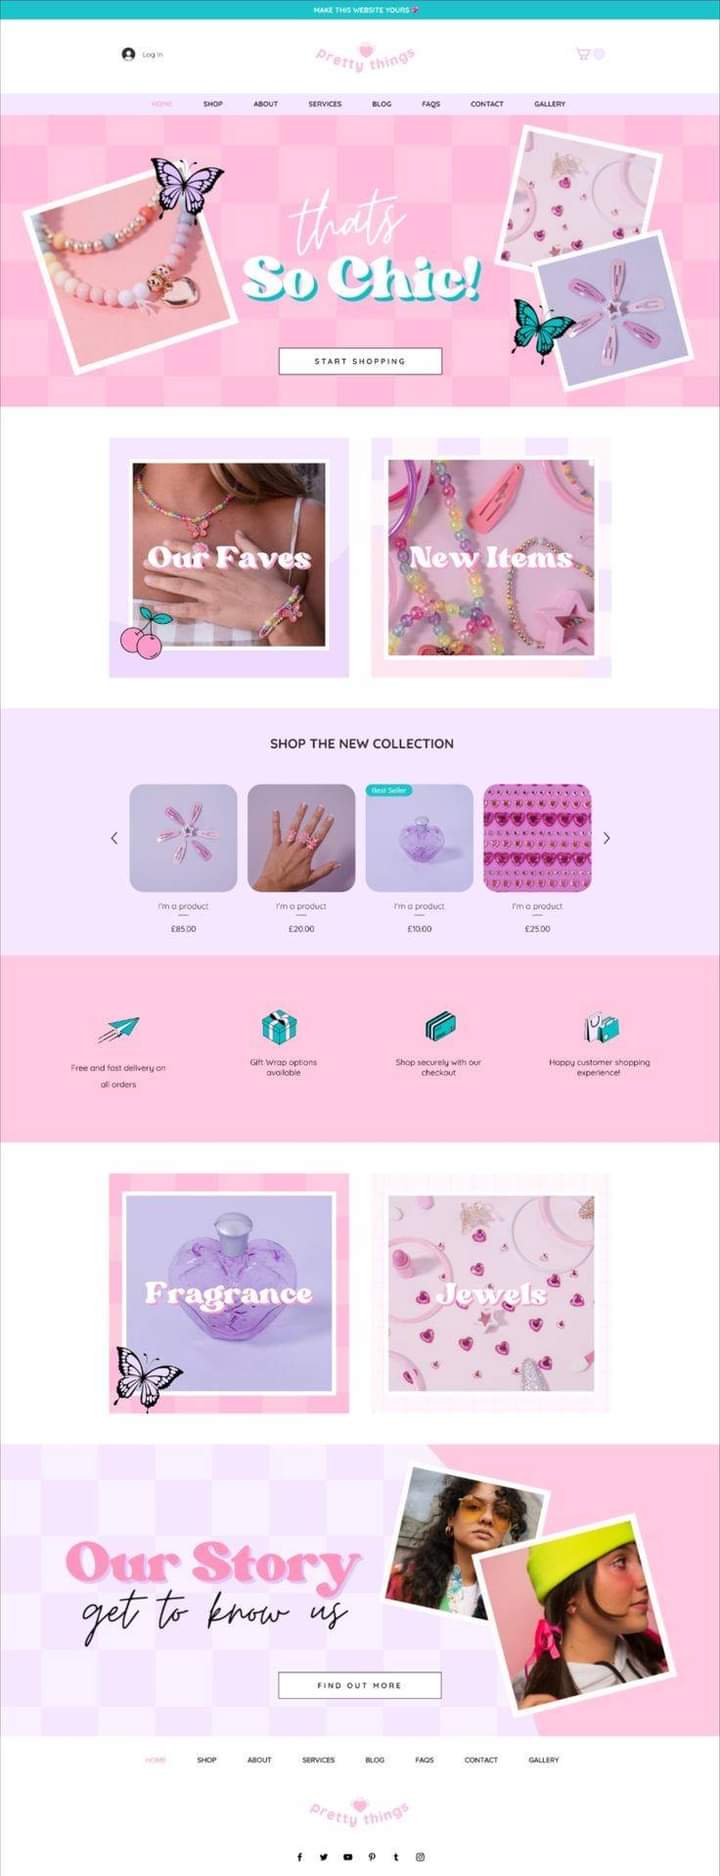 MAKE THIS WEBSITE YOURS 💕
Log In
pretty things
HOME SHOP ABOUT SERVICES BLOG FAQS CONTACT GALLERY
thats
So Chic!
START SHOPPING
Our Faves
New Items
SHOP THE NEW COLLECTION
Best Seller
I'm a product I'm a product I'm a product I'm a product
£85.00 £20.00 £10.00 £25.00
Free and fast delivery on
all orders
Gift Wrap options
available
Shop securely with our
checkout
Happy customer shopping
experience!
Fragrance
Jewels
Our Story
get to know us
FIND OUT MORE
HOME SHOP ABOUT SERVICES BLOG FAQS CONTACT GALLERY
pretty things